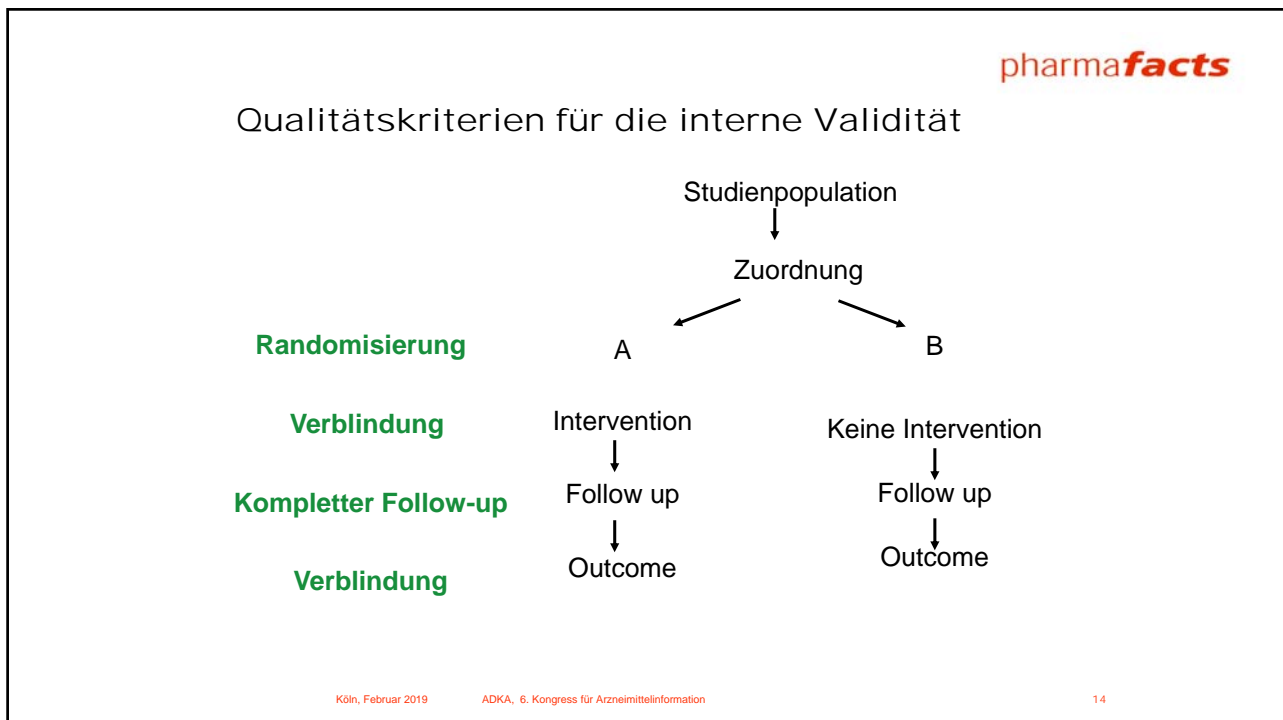 pharmafacts
Qualitätskriterien für die interne Validität
Studienpopulation
Zuordnung
Randomisierung
A
B
Verblindung
Intervention
Keine Intervention
Kompletter Follow-up
Follow up
Follow up
Verblindung
Outcome
Outcome
Köln, Februar 2019 ADKA, 6. Kongress für Arzneimittelinformation 14